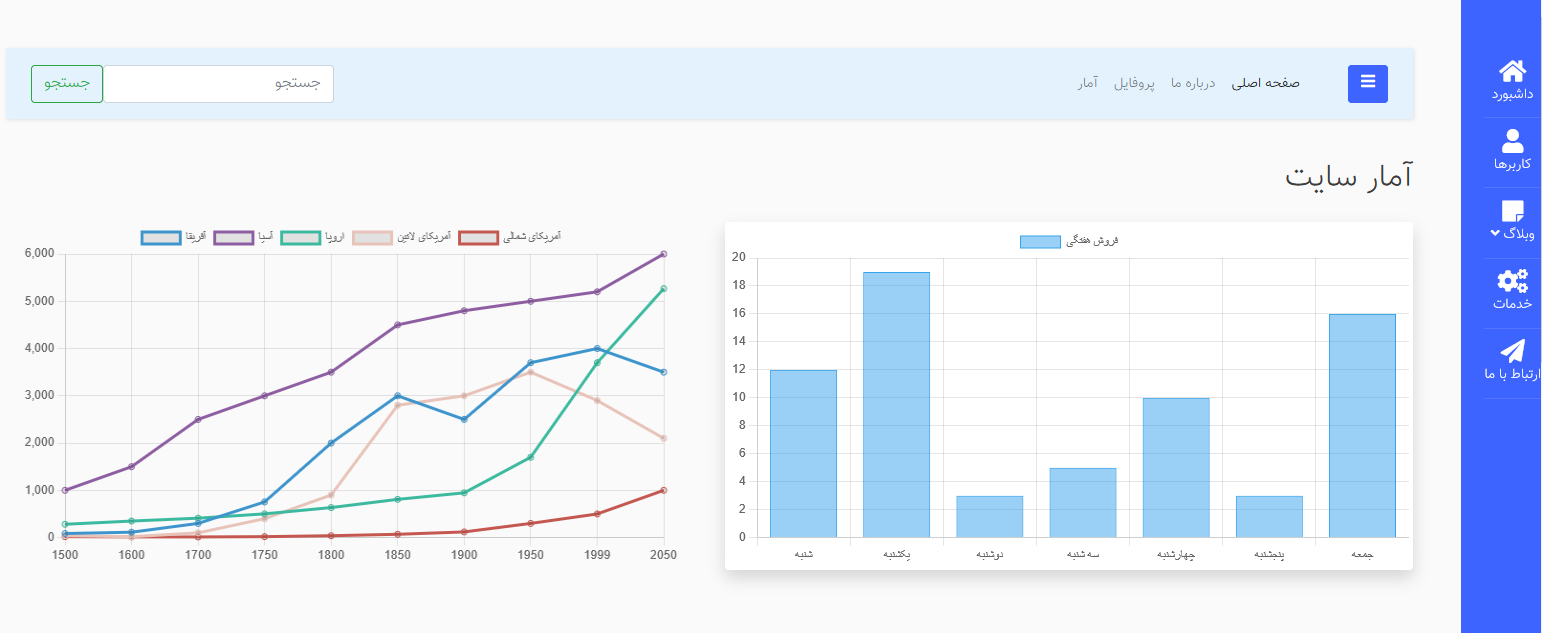 داشبورد
کاربرها
وبلاگ
خدمات
ارتباط با ما
صفحه اصلی
درباره ما
پروفایل
آمار
جستجو
جستجو
آمار سایت
فروش هفتگی
20
18
16
14
12
10
8
6
4
2
0
شنبه
یکشنبه
دوشنبه
سه شنبه
چهارشنبه
پنجشنبه
جمعه
آفریقا
آسیا
اروپا
آمریکای لاتین
آمریکای شمالی
6,000
5,000
4,000
3,000
2,000
1,000
0
1500
1600
1700
1750
1800
1850
1900
1950
1999
2050